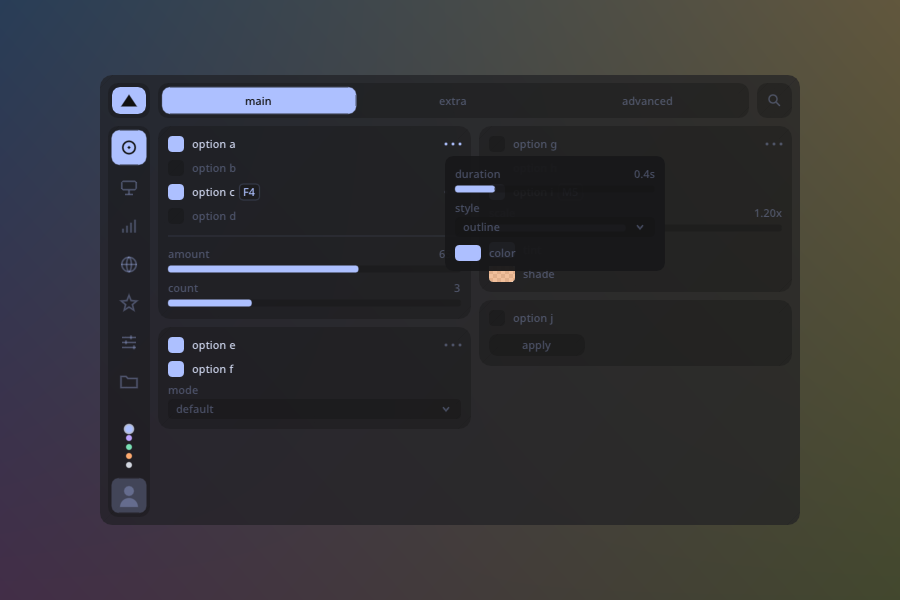 main
extra
advanced
option a
option b
option c F4
option d
amount 6
count 3
option e
option f
mode
default
option g
duration 0.4s
style
outline
color
1.20x
shade
option j
apply